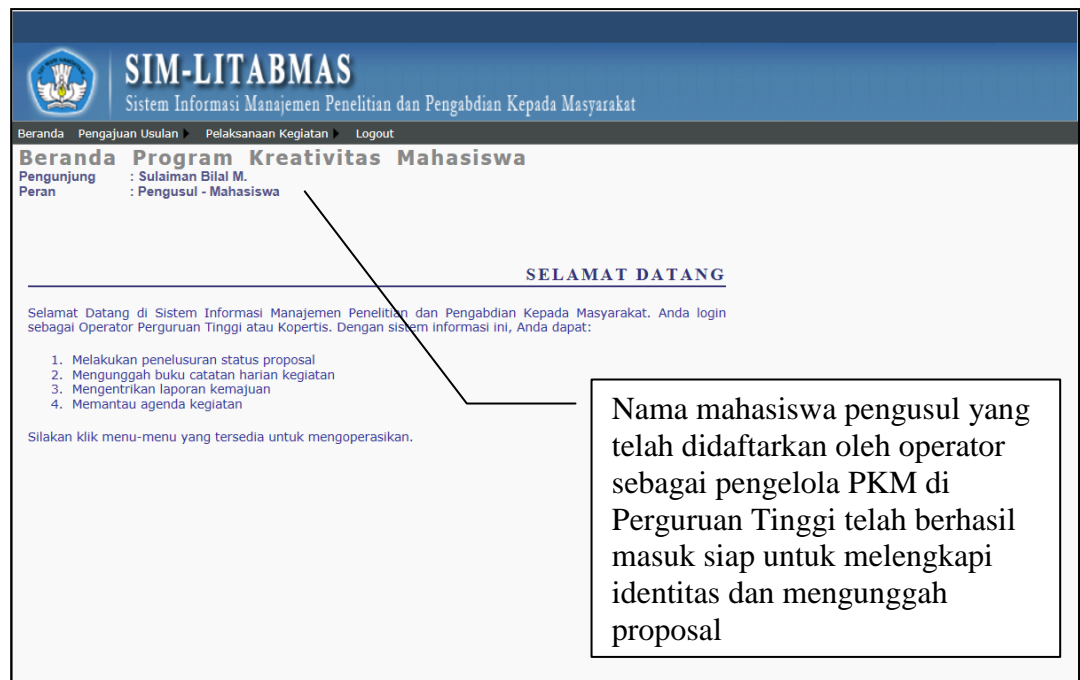 SIM-LITABMAS
Sistem Informasi Manajemen Penelitian dan Pengabdian Kepada Masyarakat
Beranda Pengajuan Usulan Pelaksanaan Kegiatan Logout
Beranda Program Kreativitas Mahasiswa
Pengunjung : Sulaiman Bilal M.
Peran : Pengusul - Mahasiswa
SELAMAT DATANG
Selamat Datang di Sistem Informasi Manajemen Penelitian dan Pengabdian Kepada Masyarakat. Anda login
sebagai Operator Perguruan Tinggi atau Kopertis. Dengan sistem informasi ini, Anda dapat:
1. Melakukan penelusuran status proposal
2. Mengunggah buku catatan harian kegiatan
3. Mengentrikan laporan kemajuan
4. Memantau agenda kegiatan
Silakan klik menu-menu yang tersedia untuk mengoperasikan.
Nama mahasiswa pengusul yang
telah didaftarkan oleh operator
sebagai pengelola PKM di
Perguruan Tinggi telah berhasil
masuk siap untuk melengkapi
identitas dan mengunggah
proposal